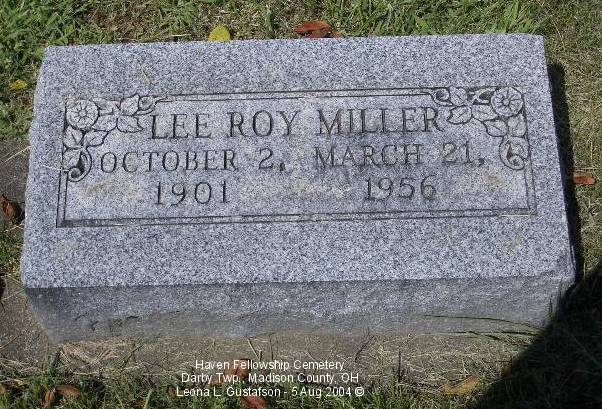 LEE ROY MILLER
OCTOBER 2, MARCH 21,
1901 1956
Haven Fellowship Cemetery
Darby Twp., Madison County, OH
Leona L. Gustafson - 5 Aug 2004 ©